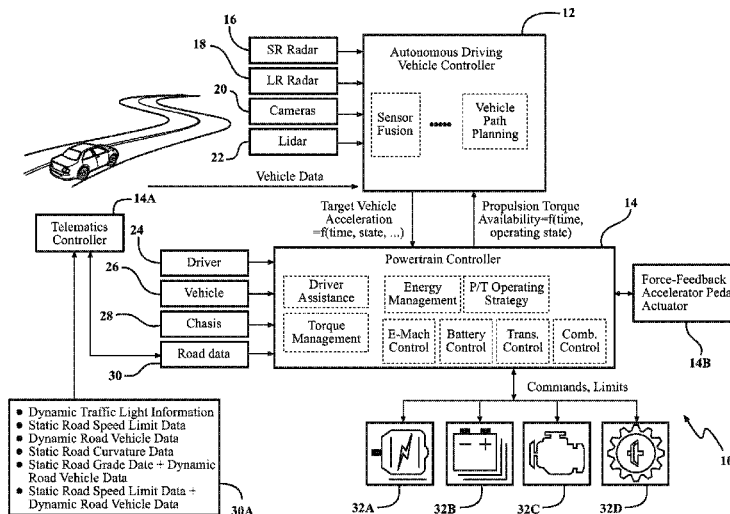 16
SR Radar
18
LR Radar
20
Cameras
22
Lidar
Vehicle Data
12
Autonomous Driving
Vehicle Controller
Sensor
Fusion
Vehicle
Path
Planning
Target Vehicle
Acceleration
=f(time, state, ...)
Propulsion Torque
Availability=f(time,
operating state)
14A
Telematics
Controller
24
Driver
26
Vehicle
28
Chasis
Road data
30
14
Powertrain Controller
Driver
Assistance
Energy
Management
P/T Operating
Strategy
Torque
Management
E-Mach
Control
Battery
Control
Trans.
Control
Comb.
Control
Force-Feedback
Accelerator Pedal
Actuator
14B
Commands, Limits
• Dynamic Traffic Light Information
• Static Road Speed Limit Data
• Dynamic Road Vehicle Data
• Static Road Curvature Data
• Static Road Grade Date + Dynamic
Road Vehicle Data
• Static Road Speed Limit Data +
Dynamic Road Vehicle Data
30A
32A
32B
32C
32D